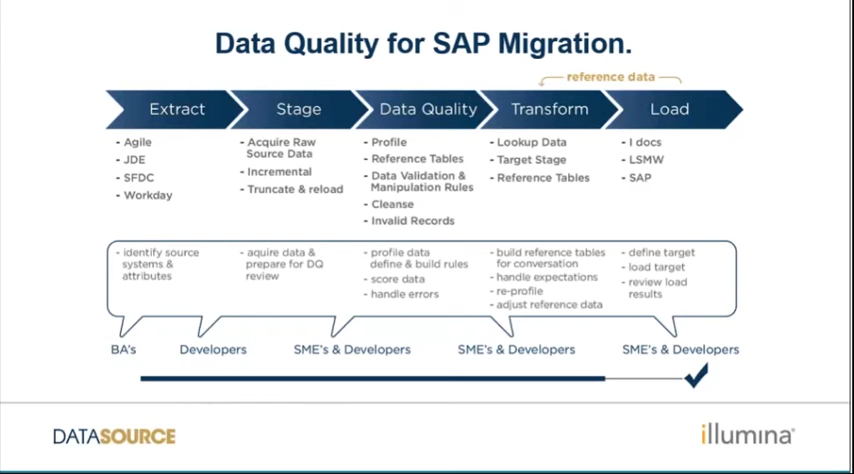 Data Quality for SAP Migration.
reference data
Extract
Stage
Data Quality
Transform
Load
- Agile
- JDE
- SFDC
- Workday
- Acquire Raw
Source Data
- Incremental
- Truncate & reload
- Profile
- Reference Tables
- Data Validation &
Manipulation Rules
- Cleanse
- Invalid Records
- Lookup Data
- Target Stage
- Reference Tables
- I docs
- LSMW
- SAP
- identify source
systems &
attributes
- aquire data &
prepare for DQ
review
- profile data
define & build rules
- score data
- handle errors
- build reference tables
for conversation
- handle expectations
- re-profile
- adjust reference data
- define target
- load target
- review load
results
BA's
Developers
SME's & Developers
SME's & Developers
SME's & Developers
DATASOURCE
illumina®